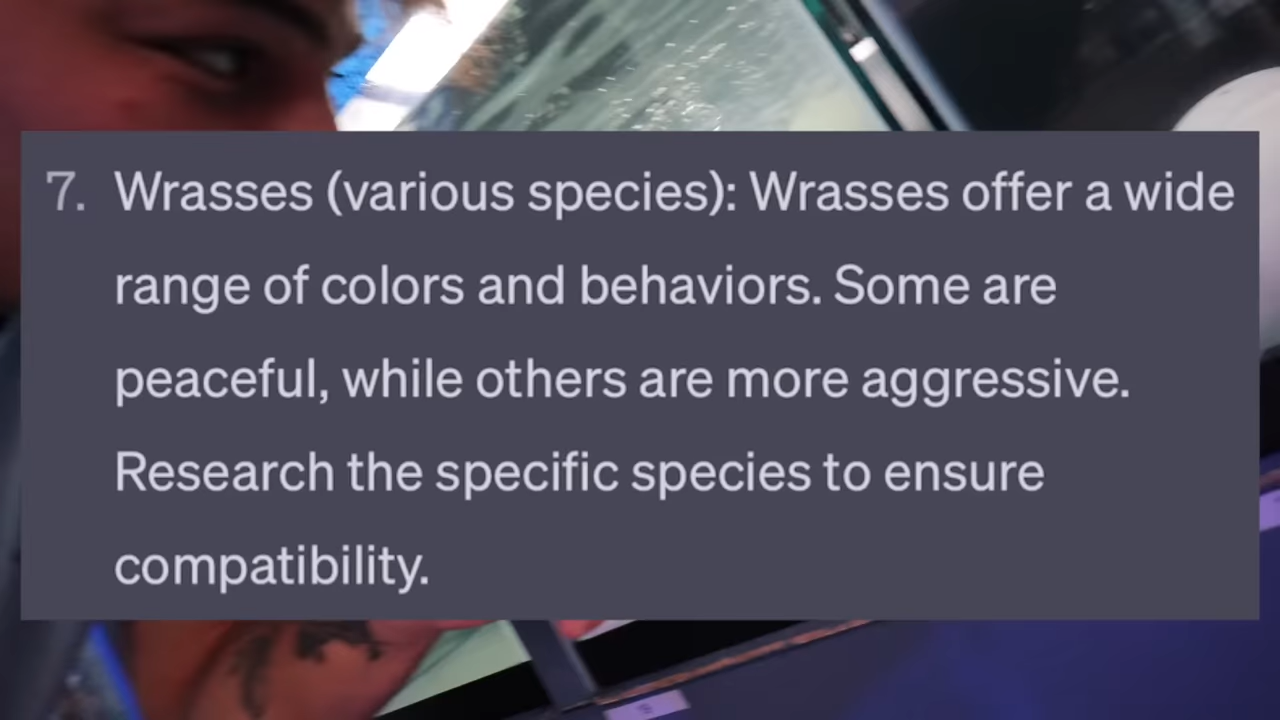 7. Wrasses (various species): Wrasses offer a wide
range of colors and behaviors. Some are
peaceful, while others are more aggressive.
Research the specific species to ensure
compatibility.